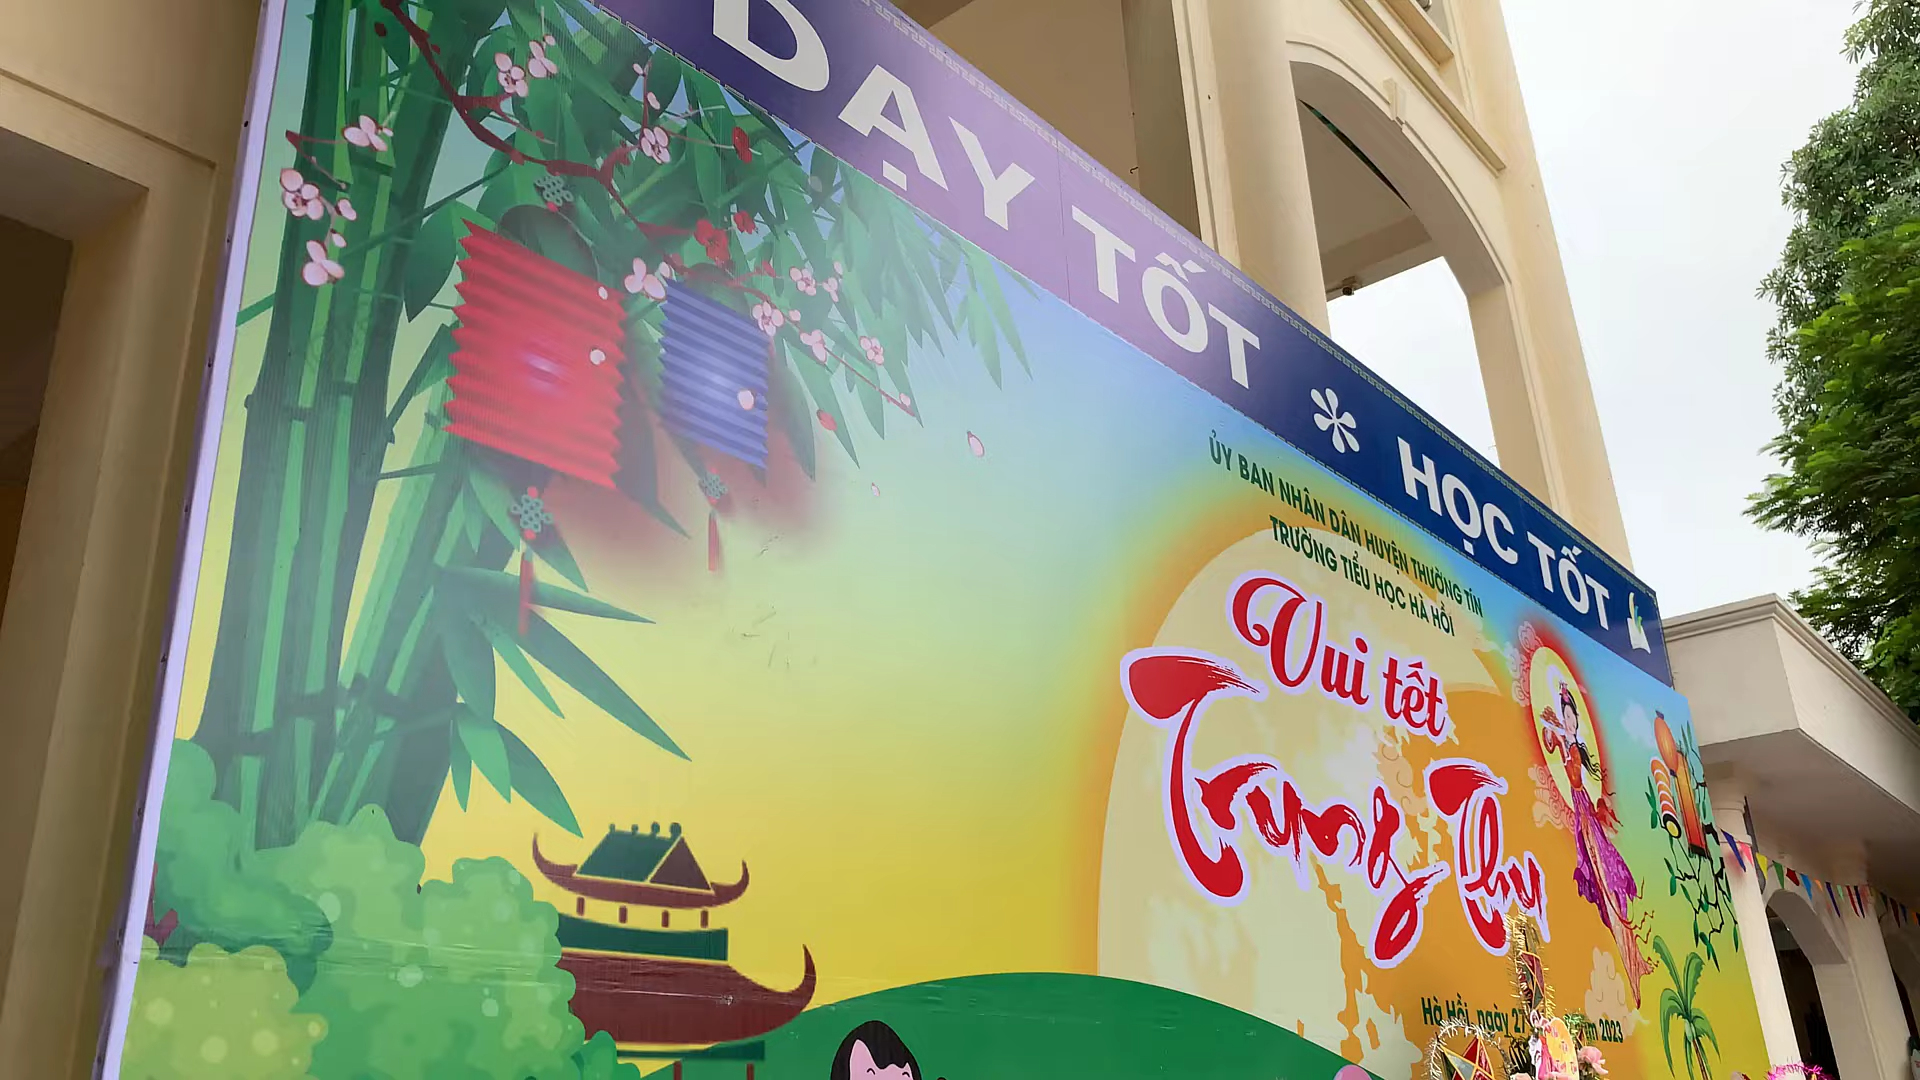 DẠY TỐT * HỌC TỐT
ỦY BAN NHÂN DÂN HUYỆN THƯỜNG TÍN
TRƯỜNG TIỂU HỌC HÀ HỒI
Vui tết
Trung Thu
Hà Hồi, ngày 27 2023